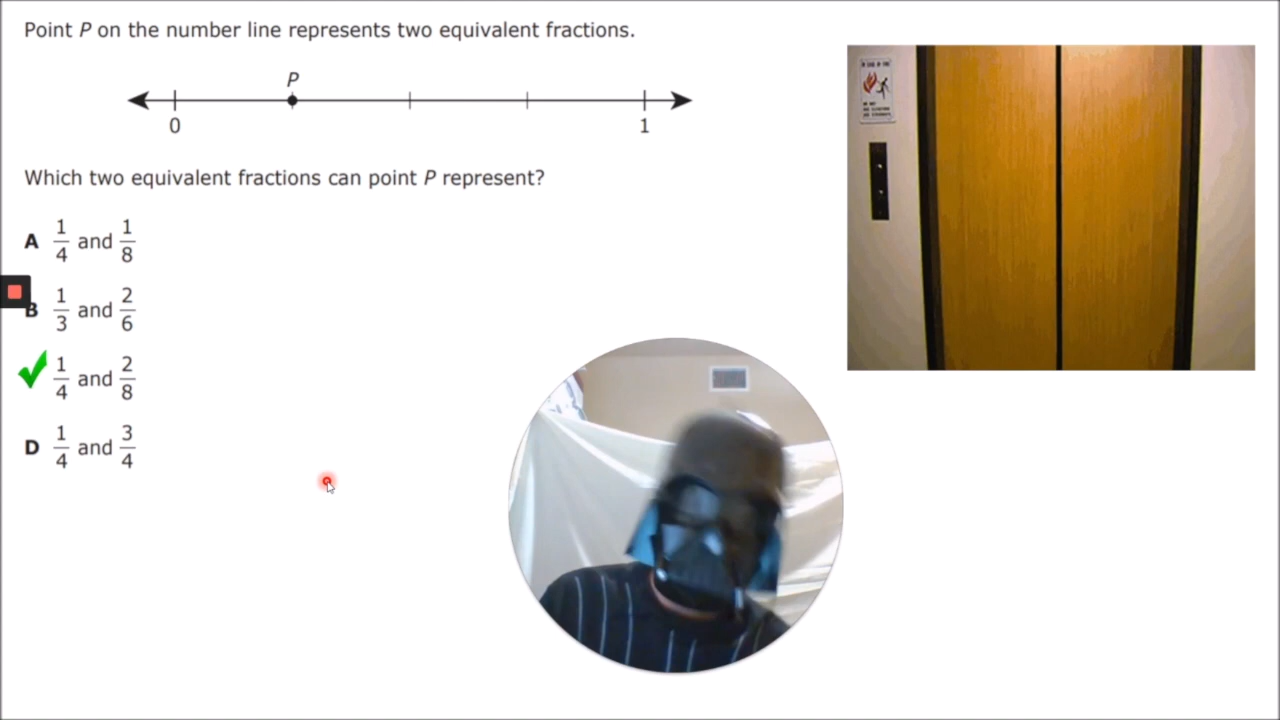 Point P on the number line represents two equivalent fractions.
P
0 1
Which two equivalent fractions can point P represent?
A 1/4 and 1/8
B 1/3 and 2/6
1/4 and 2/8
D 1/4 and 3/4